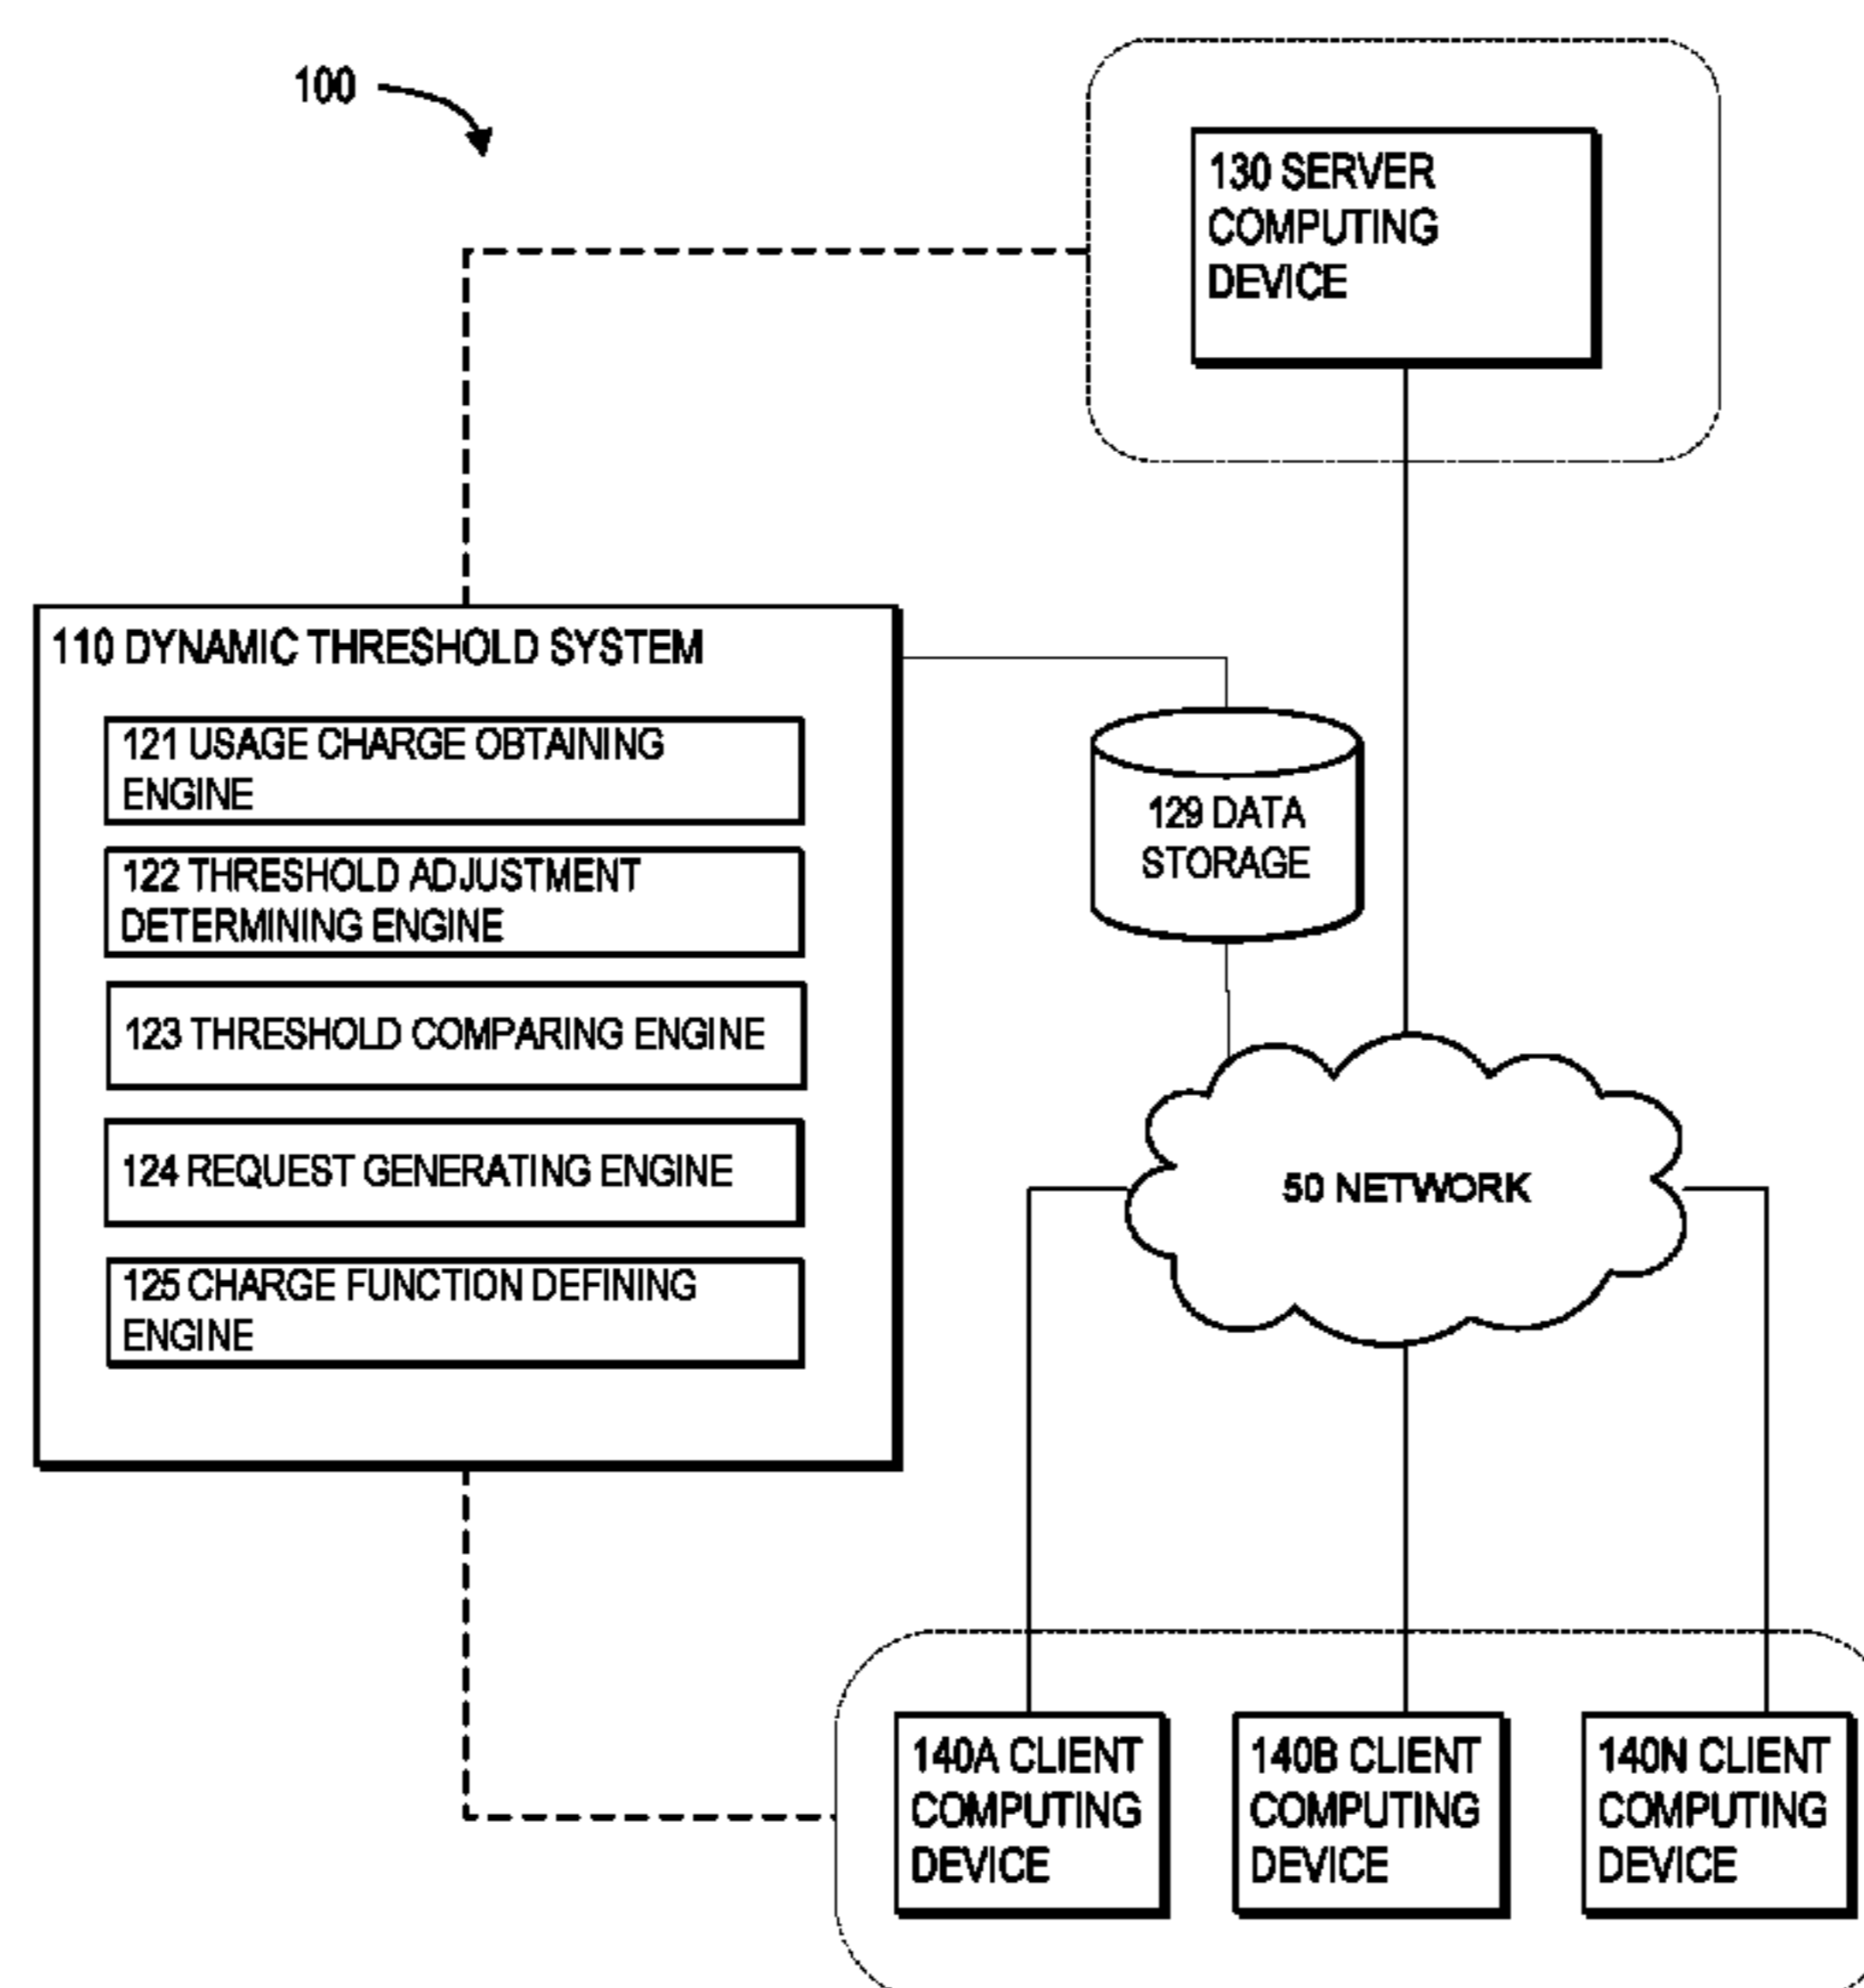 100
130 SERVER
COMPUTING
DEVICE
110 DYNAMIC THRESHOLD SYSTEM
121 USAGE CHARGE OBTAINING
ENGINE
122 THRESHOLD ADJUSTMENT
DETERMINING ENGINE
123 THRESHOLD COMPARING ENGINE
124 REQUEST GENERATING ENGINE
125 CHARGE FUNCTION DEFINING
ENGINE
129 DATA
STORAGE
50 NETWORK
140A CLIENT
COMPUTING
DEVICE
140B CLIENT
COMPUTING
DEVICE
140N CLIENT
COMPUTING
DEVICE